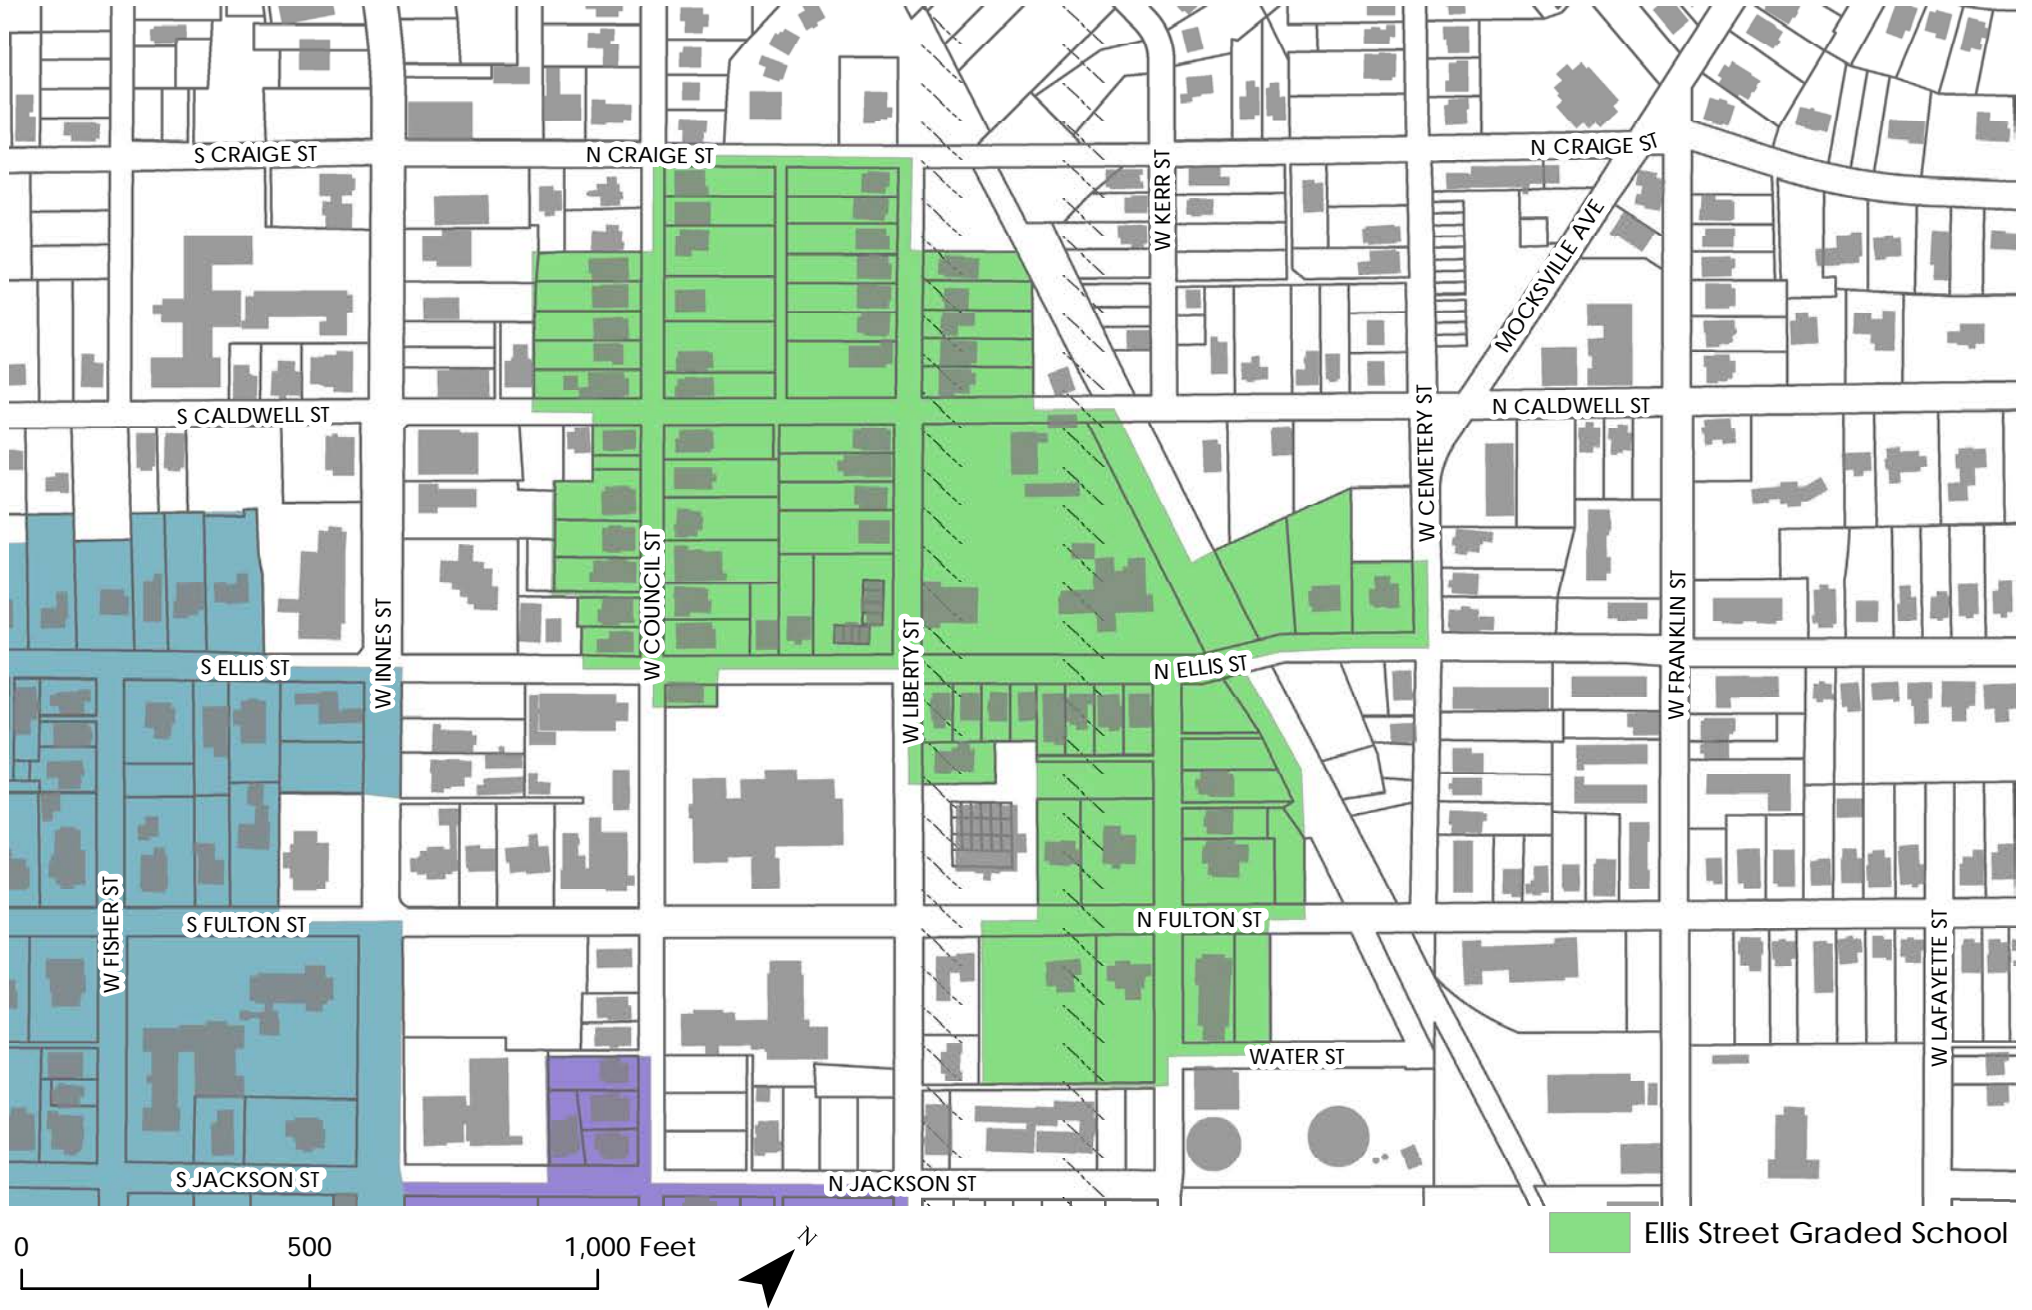 S CRAIGE ST
N CRAIGE ST
N CRAIGE ST
W KERR ST
MOCKSVILLE AVE
S CALDWELL ST
N CALDWELL ST
W CEMETERY ST
W COUNCIL ST
W INNES ST
W LIBERTY ST
W FRANKLIN ST
S ELLIS ST
N ELLIS ST
W FISHER ST
S FULTON ST
N FULTON ST
W LAFAYETTE ST
WATER ST
S JACKSON ST
N JACKSON ST
N
Ellis Street Graded School
0 500 1,000 Feet